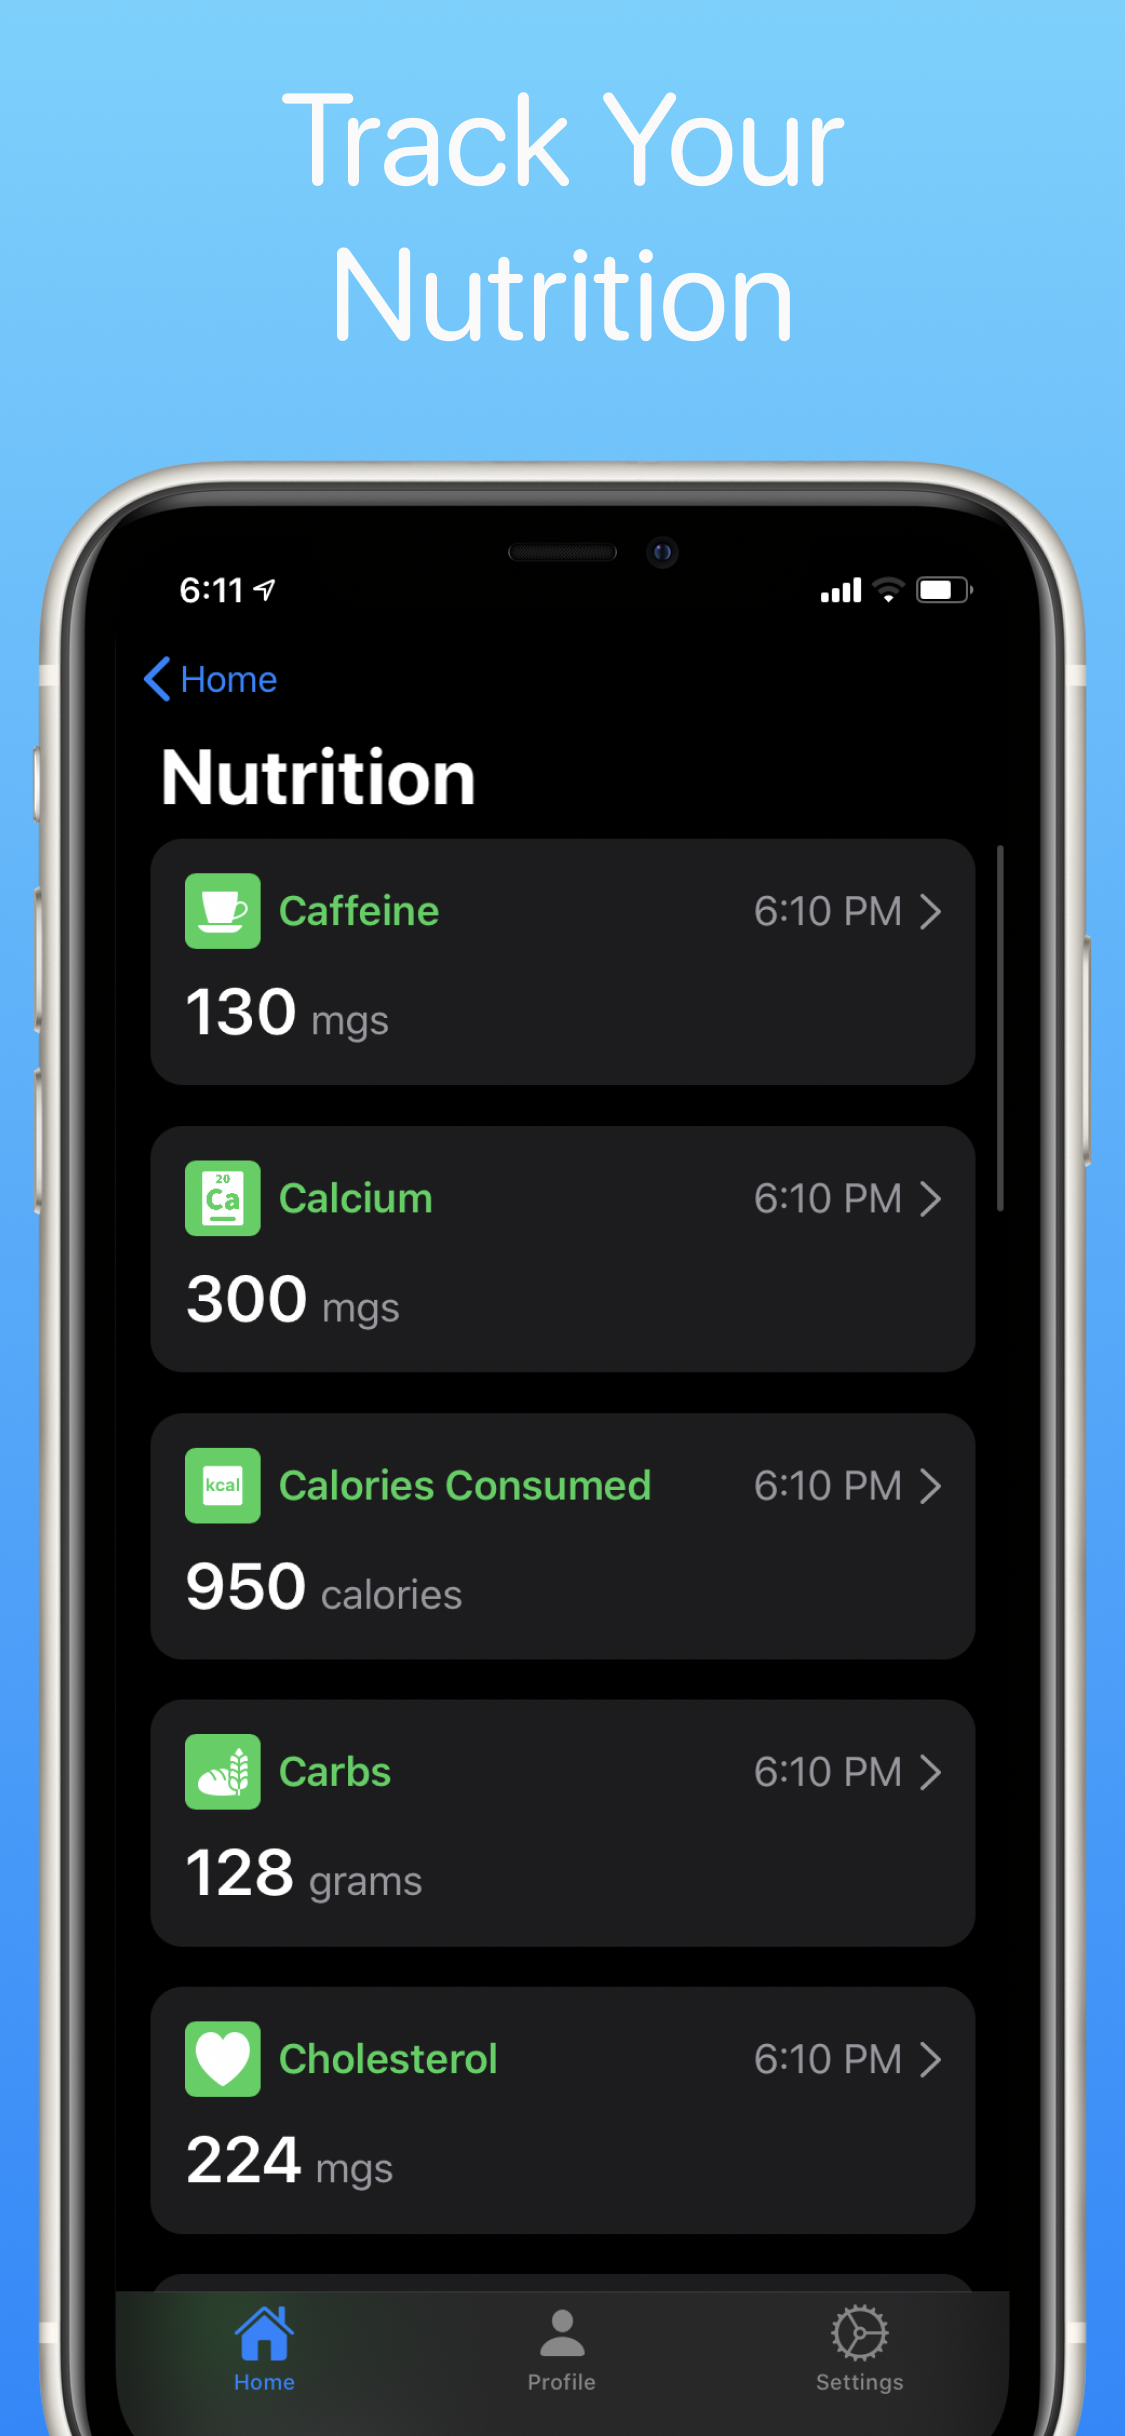 Track Your
Nutrition
6:11
Home
Nutrition
Caffeine 6:10 PM
130 mgs
20
Ca
Calcium 6:10 PM
300 mgs
kcal
Calories Consumed 6:10 PM
950 calories
Carbs 6:10 PM
128 grams
Cholesterol 6:10 PM
224 mgs
Home Profile Settings